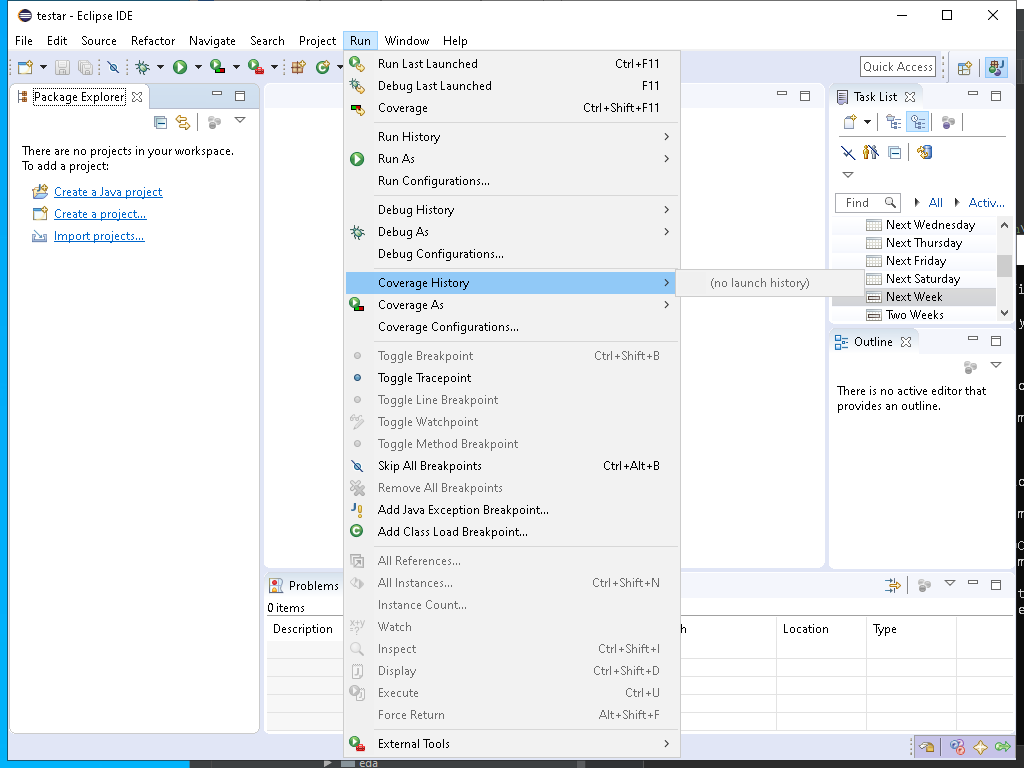 testar - Eclipse IDE
File Edit Source Refactor Navigate Search Project Run Window Help
Quick Access
Package Explorer
There are no projects in your workspace.
To add a project:
Create a Java project
Create a project...
Import projects...
Run Last Launched Ctrl+F11
Debug Last Launched F11
Coverage Ctrl+Shift+F11
Run History
Run As
Run Configurations...
Debug History
Debug As
Debug Configurations...
Coverage History
(no launch history)
Coverage As
Coverage Configurations...
Toggle Breakpoint Ctrl+Shift+B
Toggle Tracepoint
Toggle Line Breakpoint
Toggle Watchpoint
Toggle Method Breakpoint
Skip All Breakpoints Ctrl+Alt+B
Remove All Breakpoints
Add Java Exception Breakpoint...
Add Class Load Breakpoint...
All References...
All Instances... Ctrl+Shift+N
Instance Count...
Watch
Inspect Ctrl+Shift+I
Display Ctrl+Shift+D
Execute Ctrl+U
Force Return Alt+Shift+F
External Tools
Task List
Find All Activ...
Next Wednesday
Next Thursday
Next Friday
Next Saturday
Next Week
Two Weeks
Outline
There is no active editor that
provides an outline.
Problems
0 items
Description h Location Type
eda